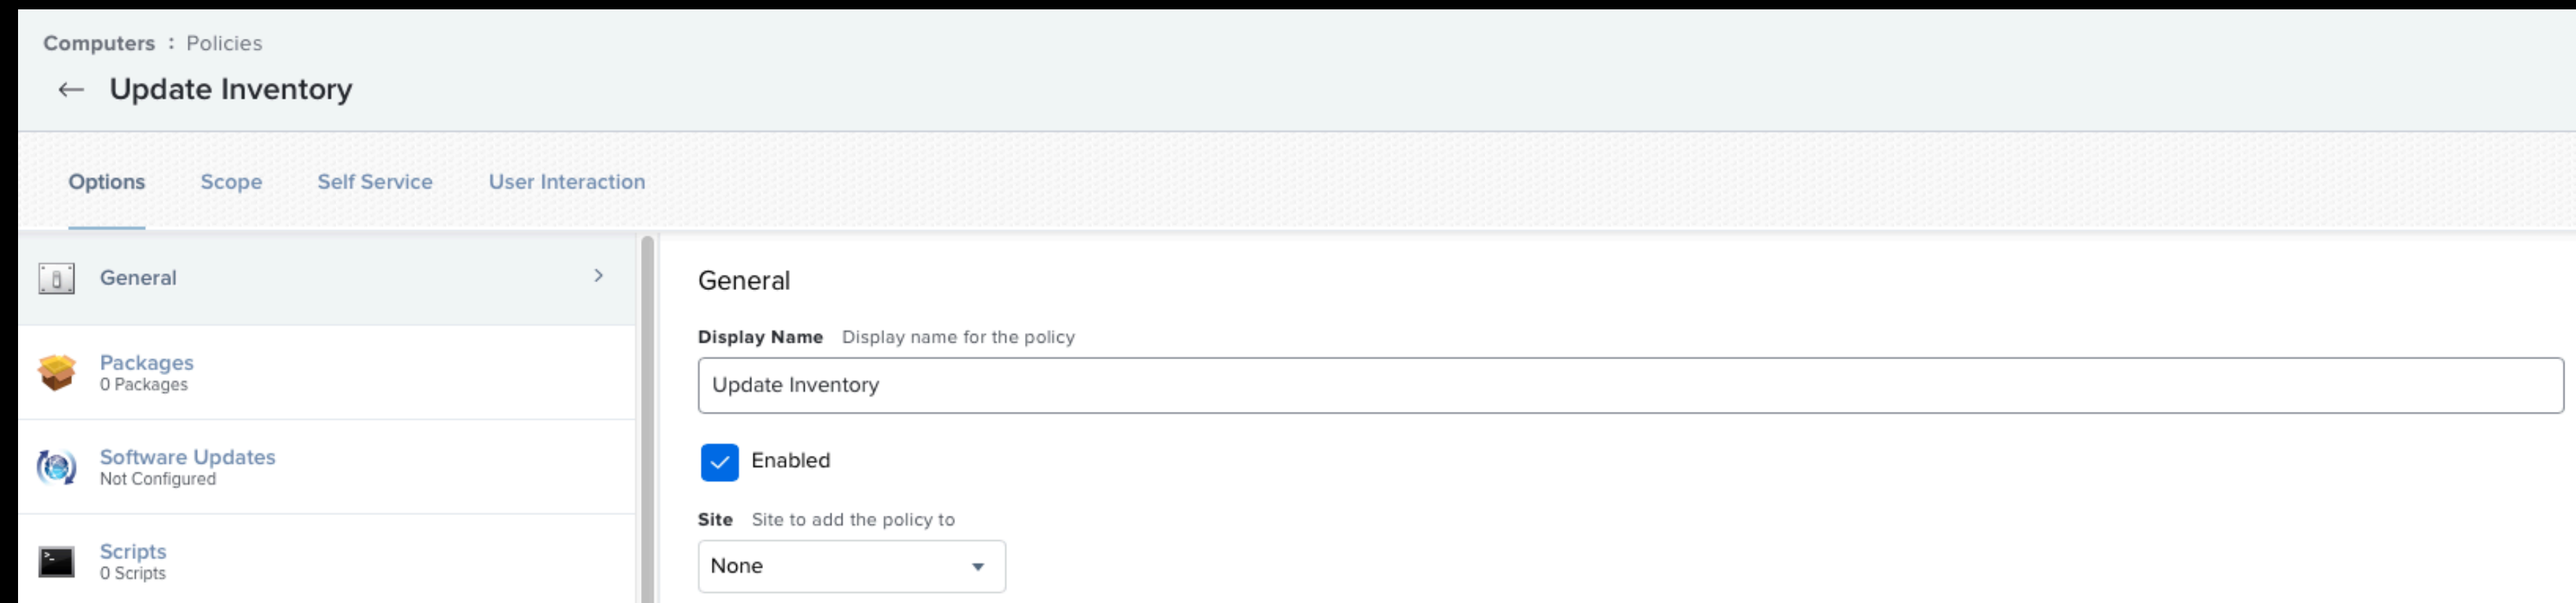 Computers : Policies
← Update Inventory
Options Scope Self Service User Interaction
General
Packages
0 Packages
Software Updates
Not Configured
Scripts
0 Scripts
General
Display Name Display name for the policy
Update Inventory
Enabled
Site Site to add the policy to
None